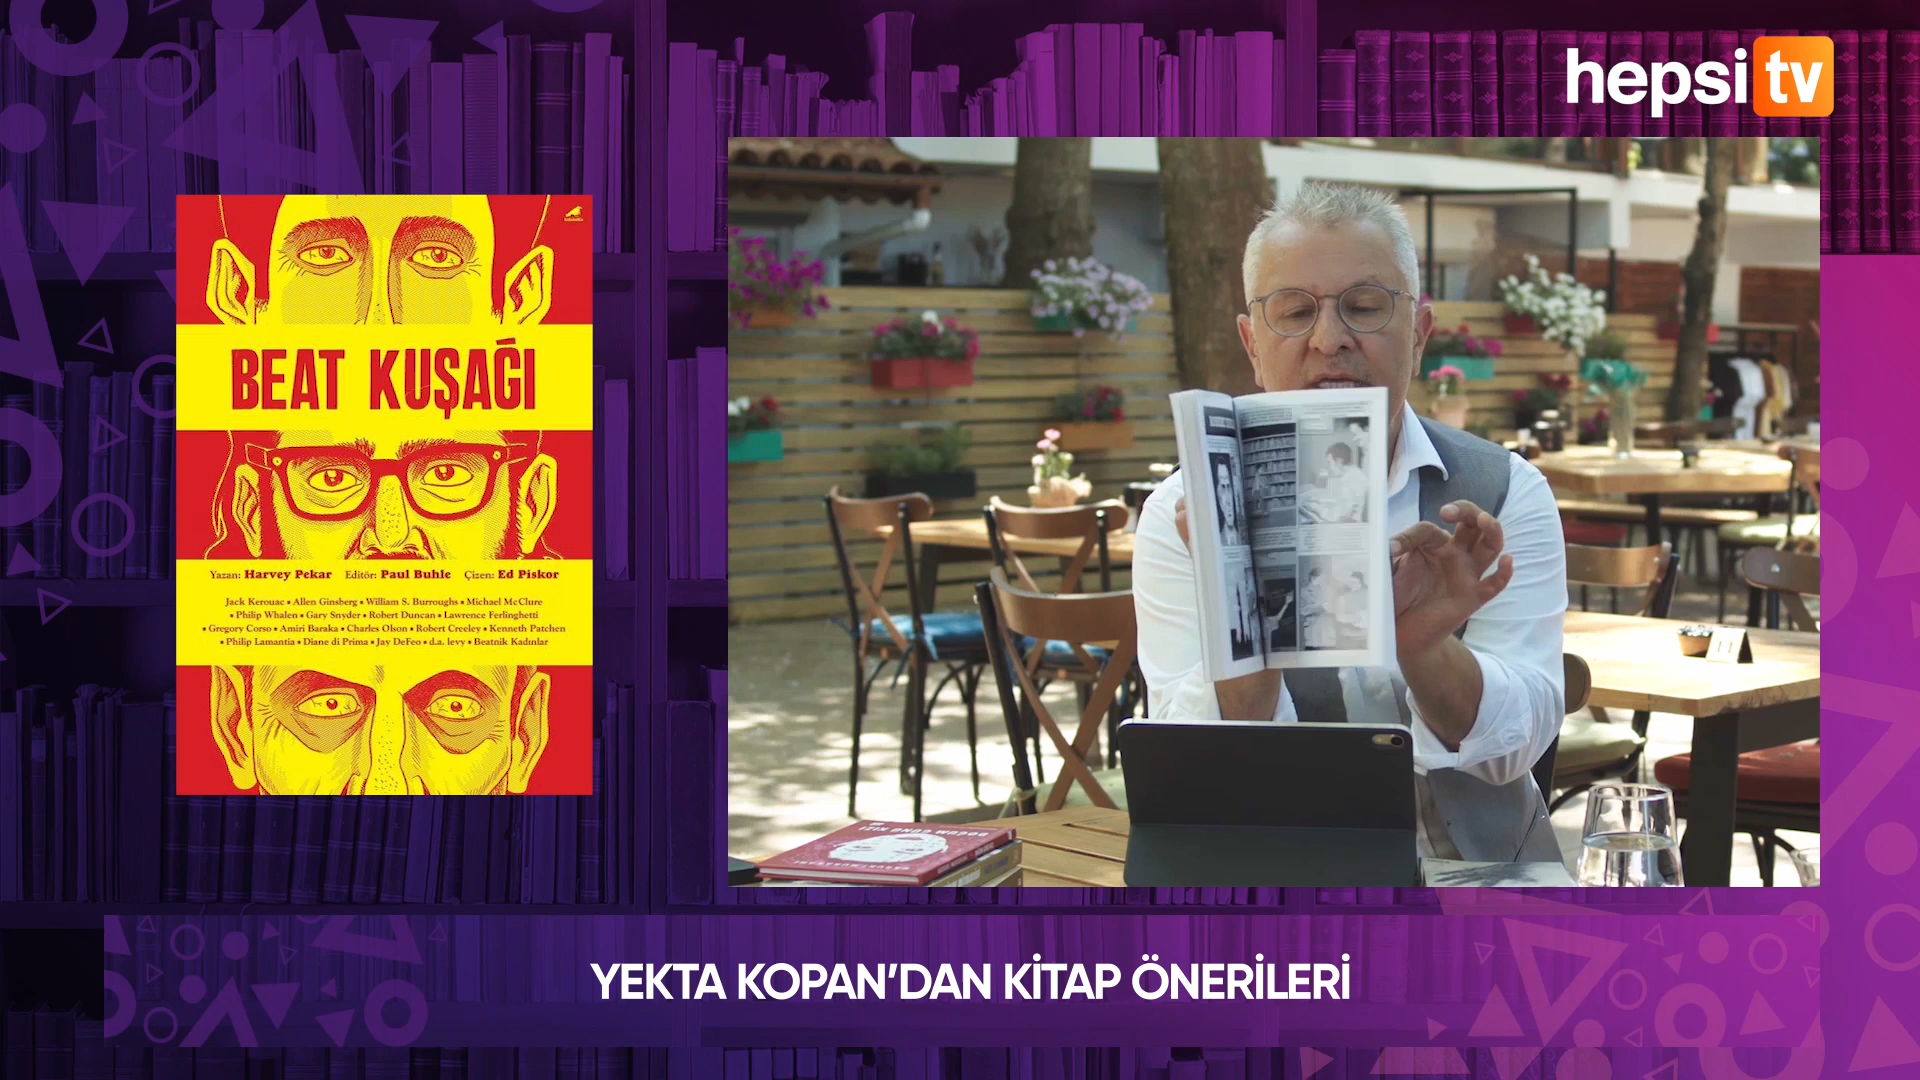 hepsi tv
BEAT KUŞAĞI
Yazan: Harvey Pekar Editör: Paul Buhle Çizen: Ed Piskor
Jack Kerouac • Allen Ginsberg • William S. Burroughs • Michael McClure
• Philip Whalen • Gary Snyder • Robert Duncan • Lawrence Ferlinghetti
• Gregory Corso • Amiri Baraka • Charles Olson • Robert Creeley • Kenneth Patchen
• Philip Lamantia • Diane di Prima • Jay DeFeo • d.a. levy • Beatnik Kadınlar
11
YEKTA KOPAN'DAN KİTAP ÖNERİLERİ